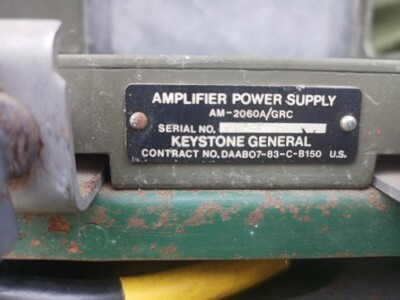 AMPLIFIER POWER SUPPLY
AM-2060A/GRC
SERIAL NO.
KEYSTONE GENERAL
CONTRACT NO. DAAB07-83-C-B150 U.S.